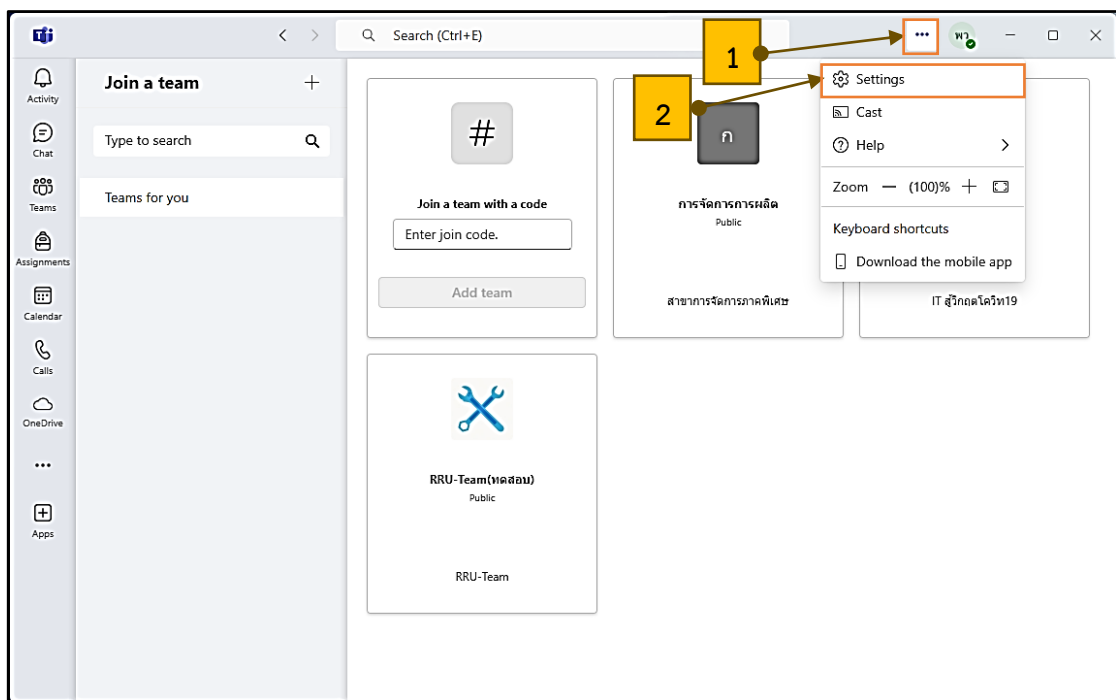 Search (Ctrl+E)
พว
1
2
Activity
Chat
Teams
Assignments
Calendar
Calls
OneDrive
Apps
Join a team
Type to search
Teams for you
#
Join a team with a code
Enter join code.
Add team
ก
การจัดการการผลิต
Public
สาขาการจัดการภาคพิเศษ
IT สู้วิกฤตโควิท19
Settings
Cast
Help
Zoom — (100)% +
Keyboard shortcuts
Download the mobile app
RRU-Team(ทดสอบ)
Public
RRU-Team